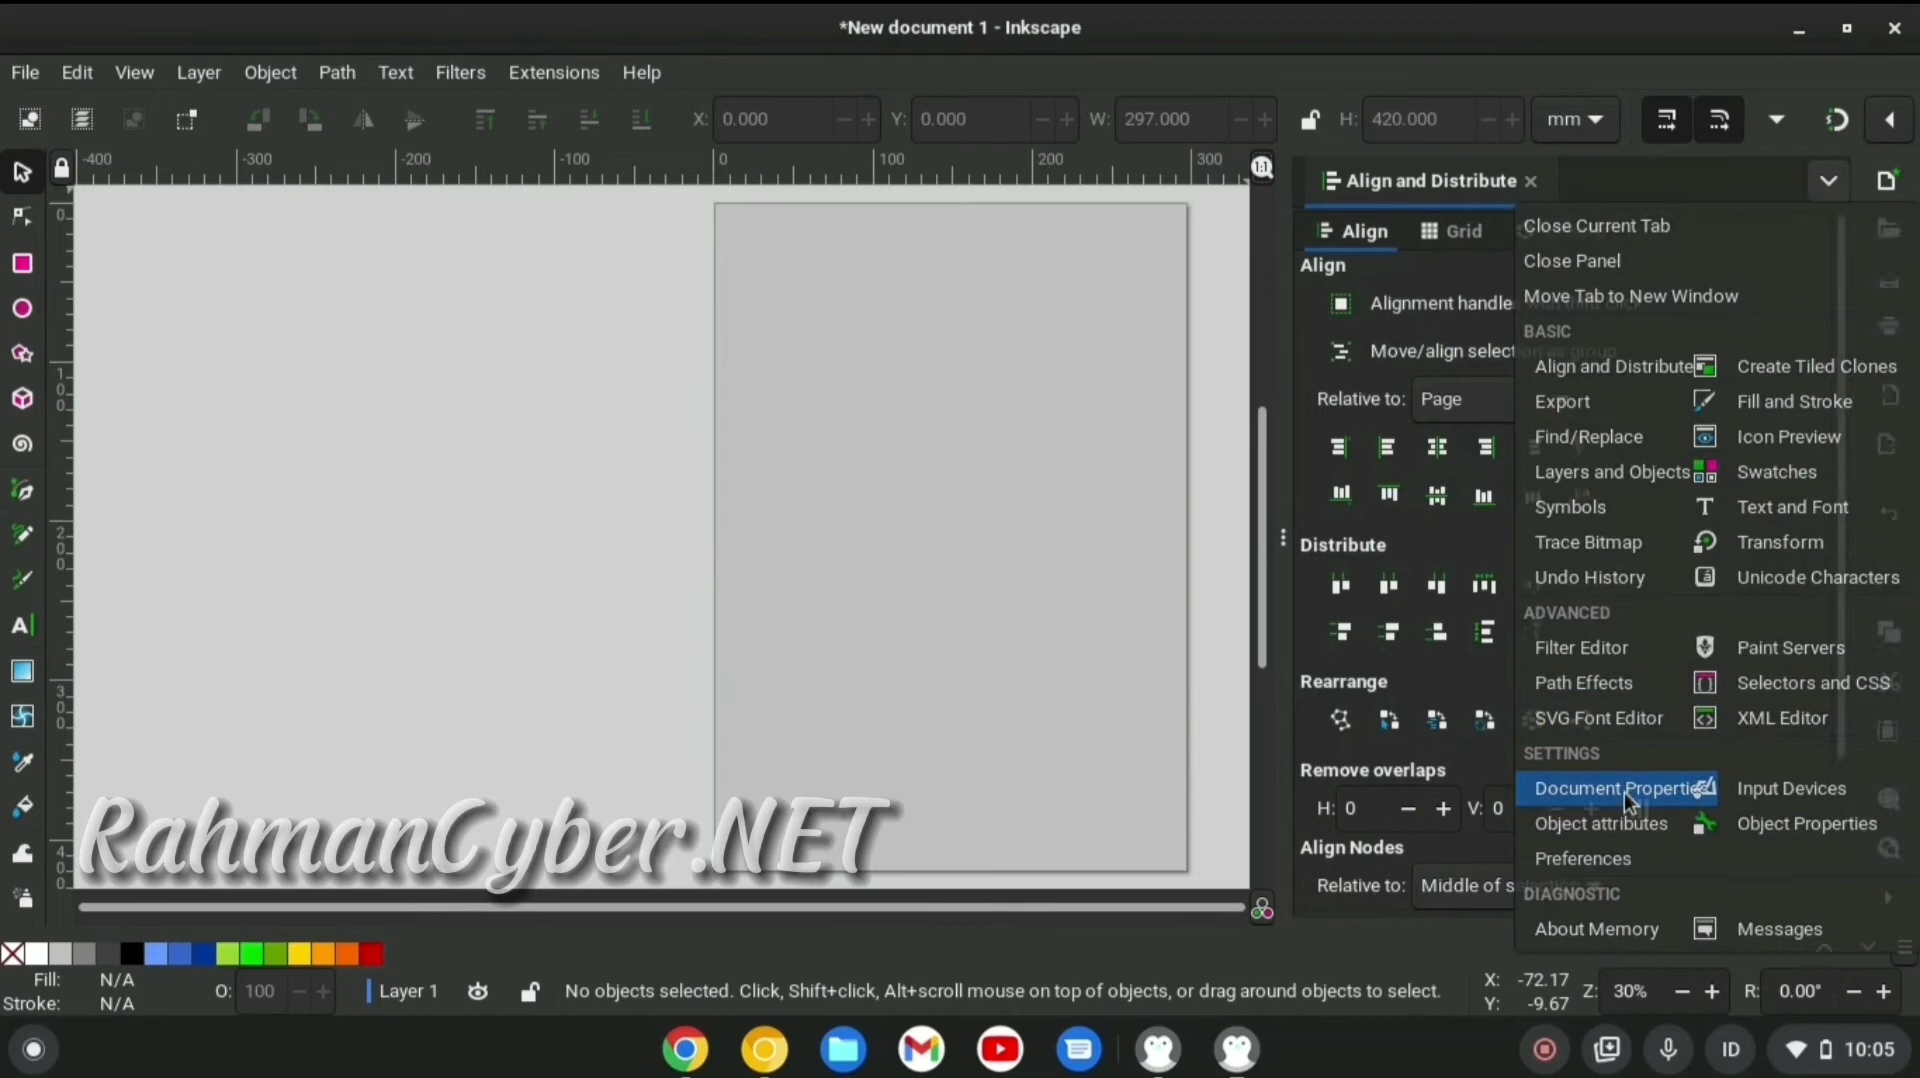 *New document 1 - Inkscape
File Edit View Layer Object Path Text Filters Extensions Help
X: 0.000 Y: 0.000 W: 297.000 H: 420.000 mm
-400 -300 -200 -100 0 100 200 300
1:1
Align and Distribute
Align Grid
Align
Alignment handle
Move/align select
Relative to: Page
Distribute
Rearrange
Remove overlaps
H: 0 V: 0
Align Nodes
Relative to: Middle of s
Close Current Tab
Close Panel
Move Tab to New Window
BASIC
Align and Distribute Create Tiled Clones
Export Fill and Stroke
Find/Replace Icon Preview
Layers and Objects Swatches
Symbols Text and Font
Trace Bitmap Transform
Undo History Unicode Characters
ADVANCED
Filter Editor Paint Servers
Path Effects Selectors and CSS
SVG Font Editor XML Editor
SETTINGS
Document Properties Input Devices
Object attributes Object Properties
Preferences
DIAGNOSTIC
About Memory Messages
RahmanCyber.NET
Fill: N/A
Stroke: N/A
O: 100
Layer 1
No objects selected. Click, Shift+click, Alt+scroll mouse on top of objects, or drag around objects to select.
X: -72.17
Y: -9.67
Z: 30%
R: 0.00°
ID
10:05